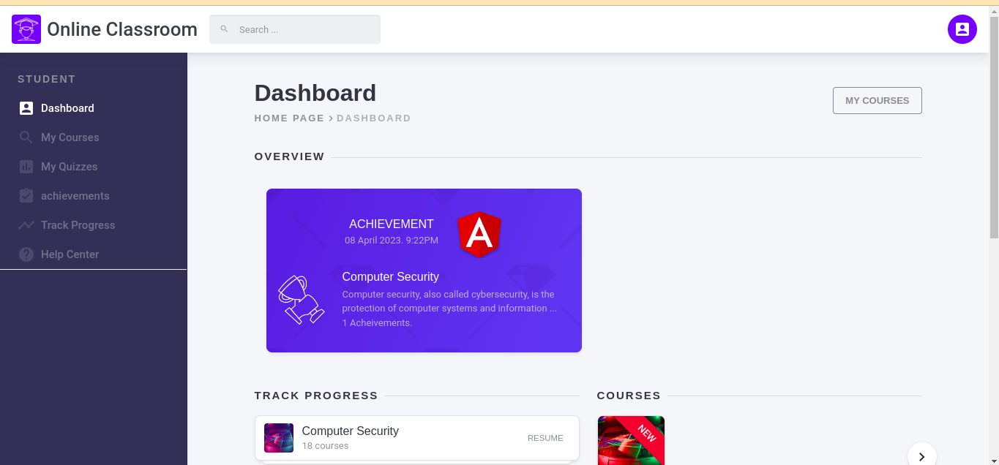 Online Classroom
Search ...
STUDENT
Dashboard
My Courses
My Quizzes
achievements
Track Progress
Help Center
Dashboard
HOME PAGE > DASHBOARD
MY COURSES
OVERVIEW
ACHIEVEMENT
08 April 2023. 9:22PM
A
Computer Security
Computer security, also called cybersecurity, is the
protection of computer systems and information ...
1 Acheivements.
TRACK PROGRESS
Computer Security
18 courses
RESUME
COURSES
NEW